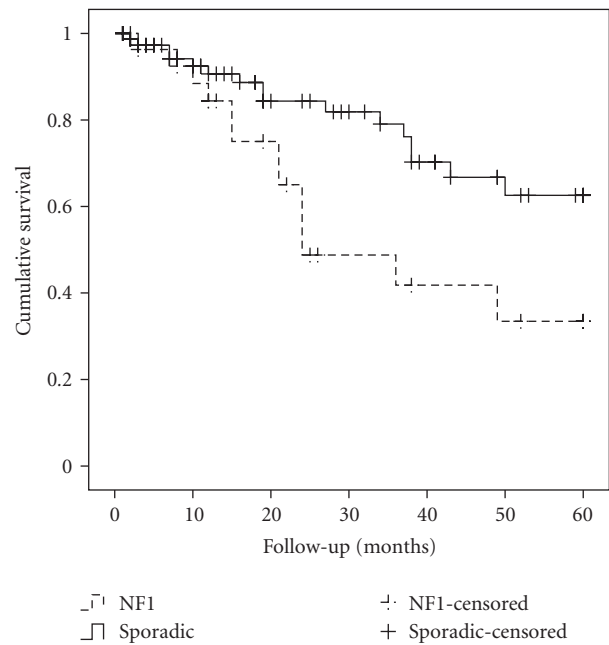 1
0.8
0.6
0.4
0.2
0
Cumulative survival
0 10 20 30 40 50 60
Follow-up (months)
NF1 NF1-censored
Sporadic Sporadic-censored